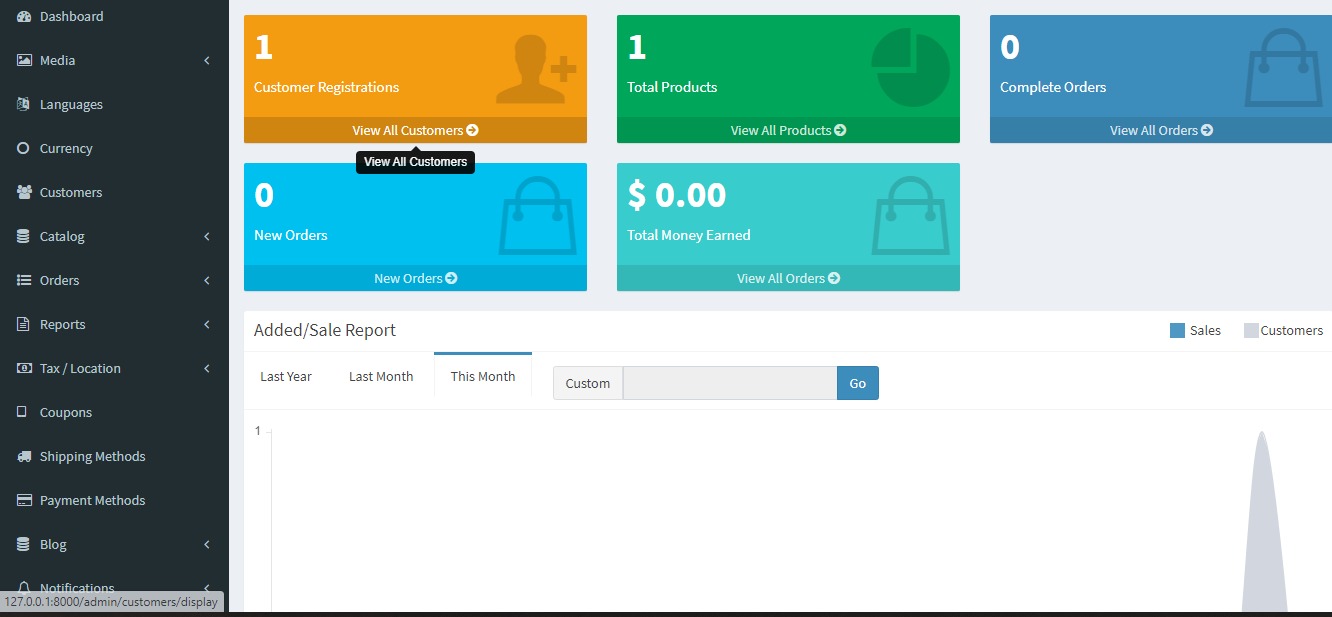 Dashboard
Media
Languages
Currency
Customers
Catalog
Orders
Reports
Tax / Location
Coupons
Shipping Methods
Payment Methods
Blog
Notifications
127.0.0.1:8000/admin/customers/display
1
Customer Registrations
View All Customers
View All Customers
1
Total Products
View All Products
0
Complete Orders
View All Orders
0
New Orders
New Orders
$ 0.00
Total Money Earned
View All Orders
Added/Sale Report
Sales
Customers
Last Year
Last Month
This Month
Custom
Go
1